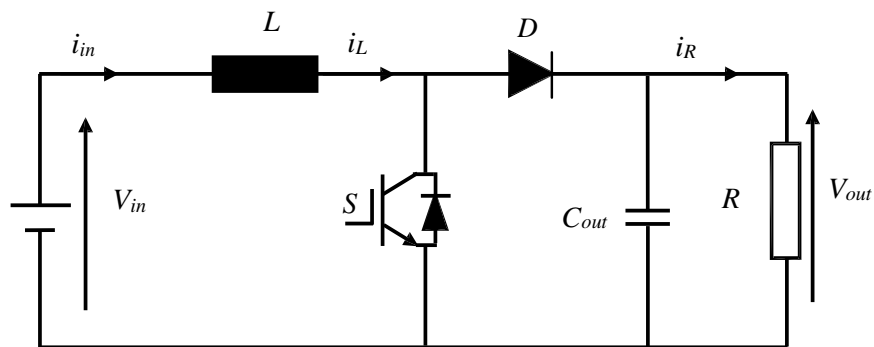 L
D
i_in
i_L
i_R
V_in
S
C_out
R
V_out